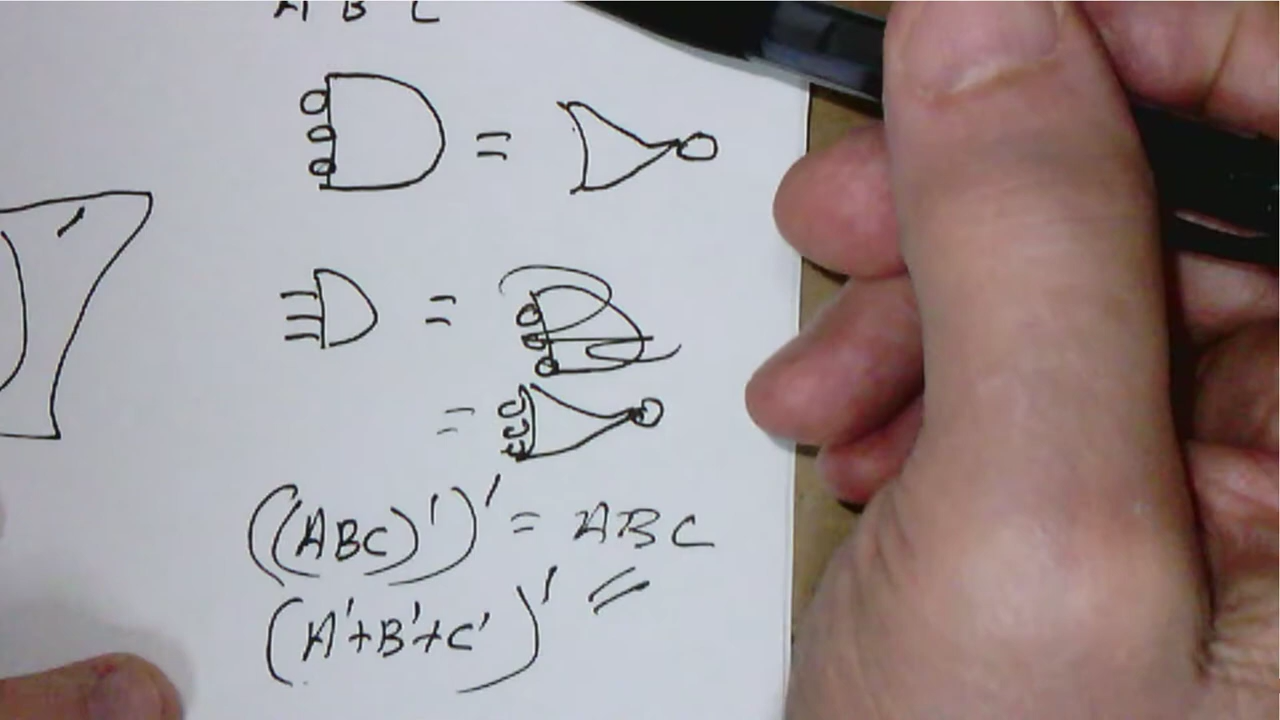 A B C
=
=
=
((ABC)')' = ABC
(A'+B'+C')' =